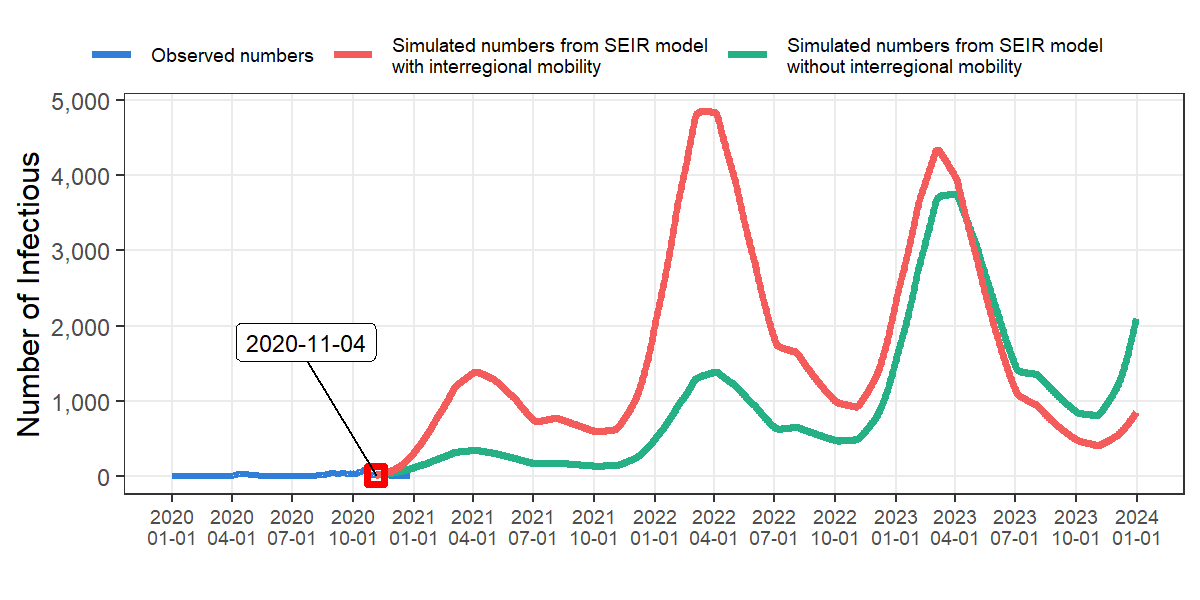 Observed numbers
Simulated numbers from SEIR model
with interregional mobility
Simulated numbers from SEIR model
without interregional mobility
Number of Infectious
5,000
4,000
3,000
2,000
1,000
0
2020-11-04
2020 2020 2020 2020 2021 2021 2021 2021 2022 2022 2022 2022 2023 2023 2023 2023 2024
01-01 04-01 07-01 10-01 01-01 04-01 07-01 10-01 01-01 04-01 07-01 10-01 01-01 04-01 07-01 10-01 01-01